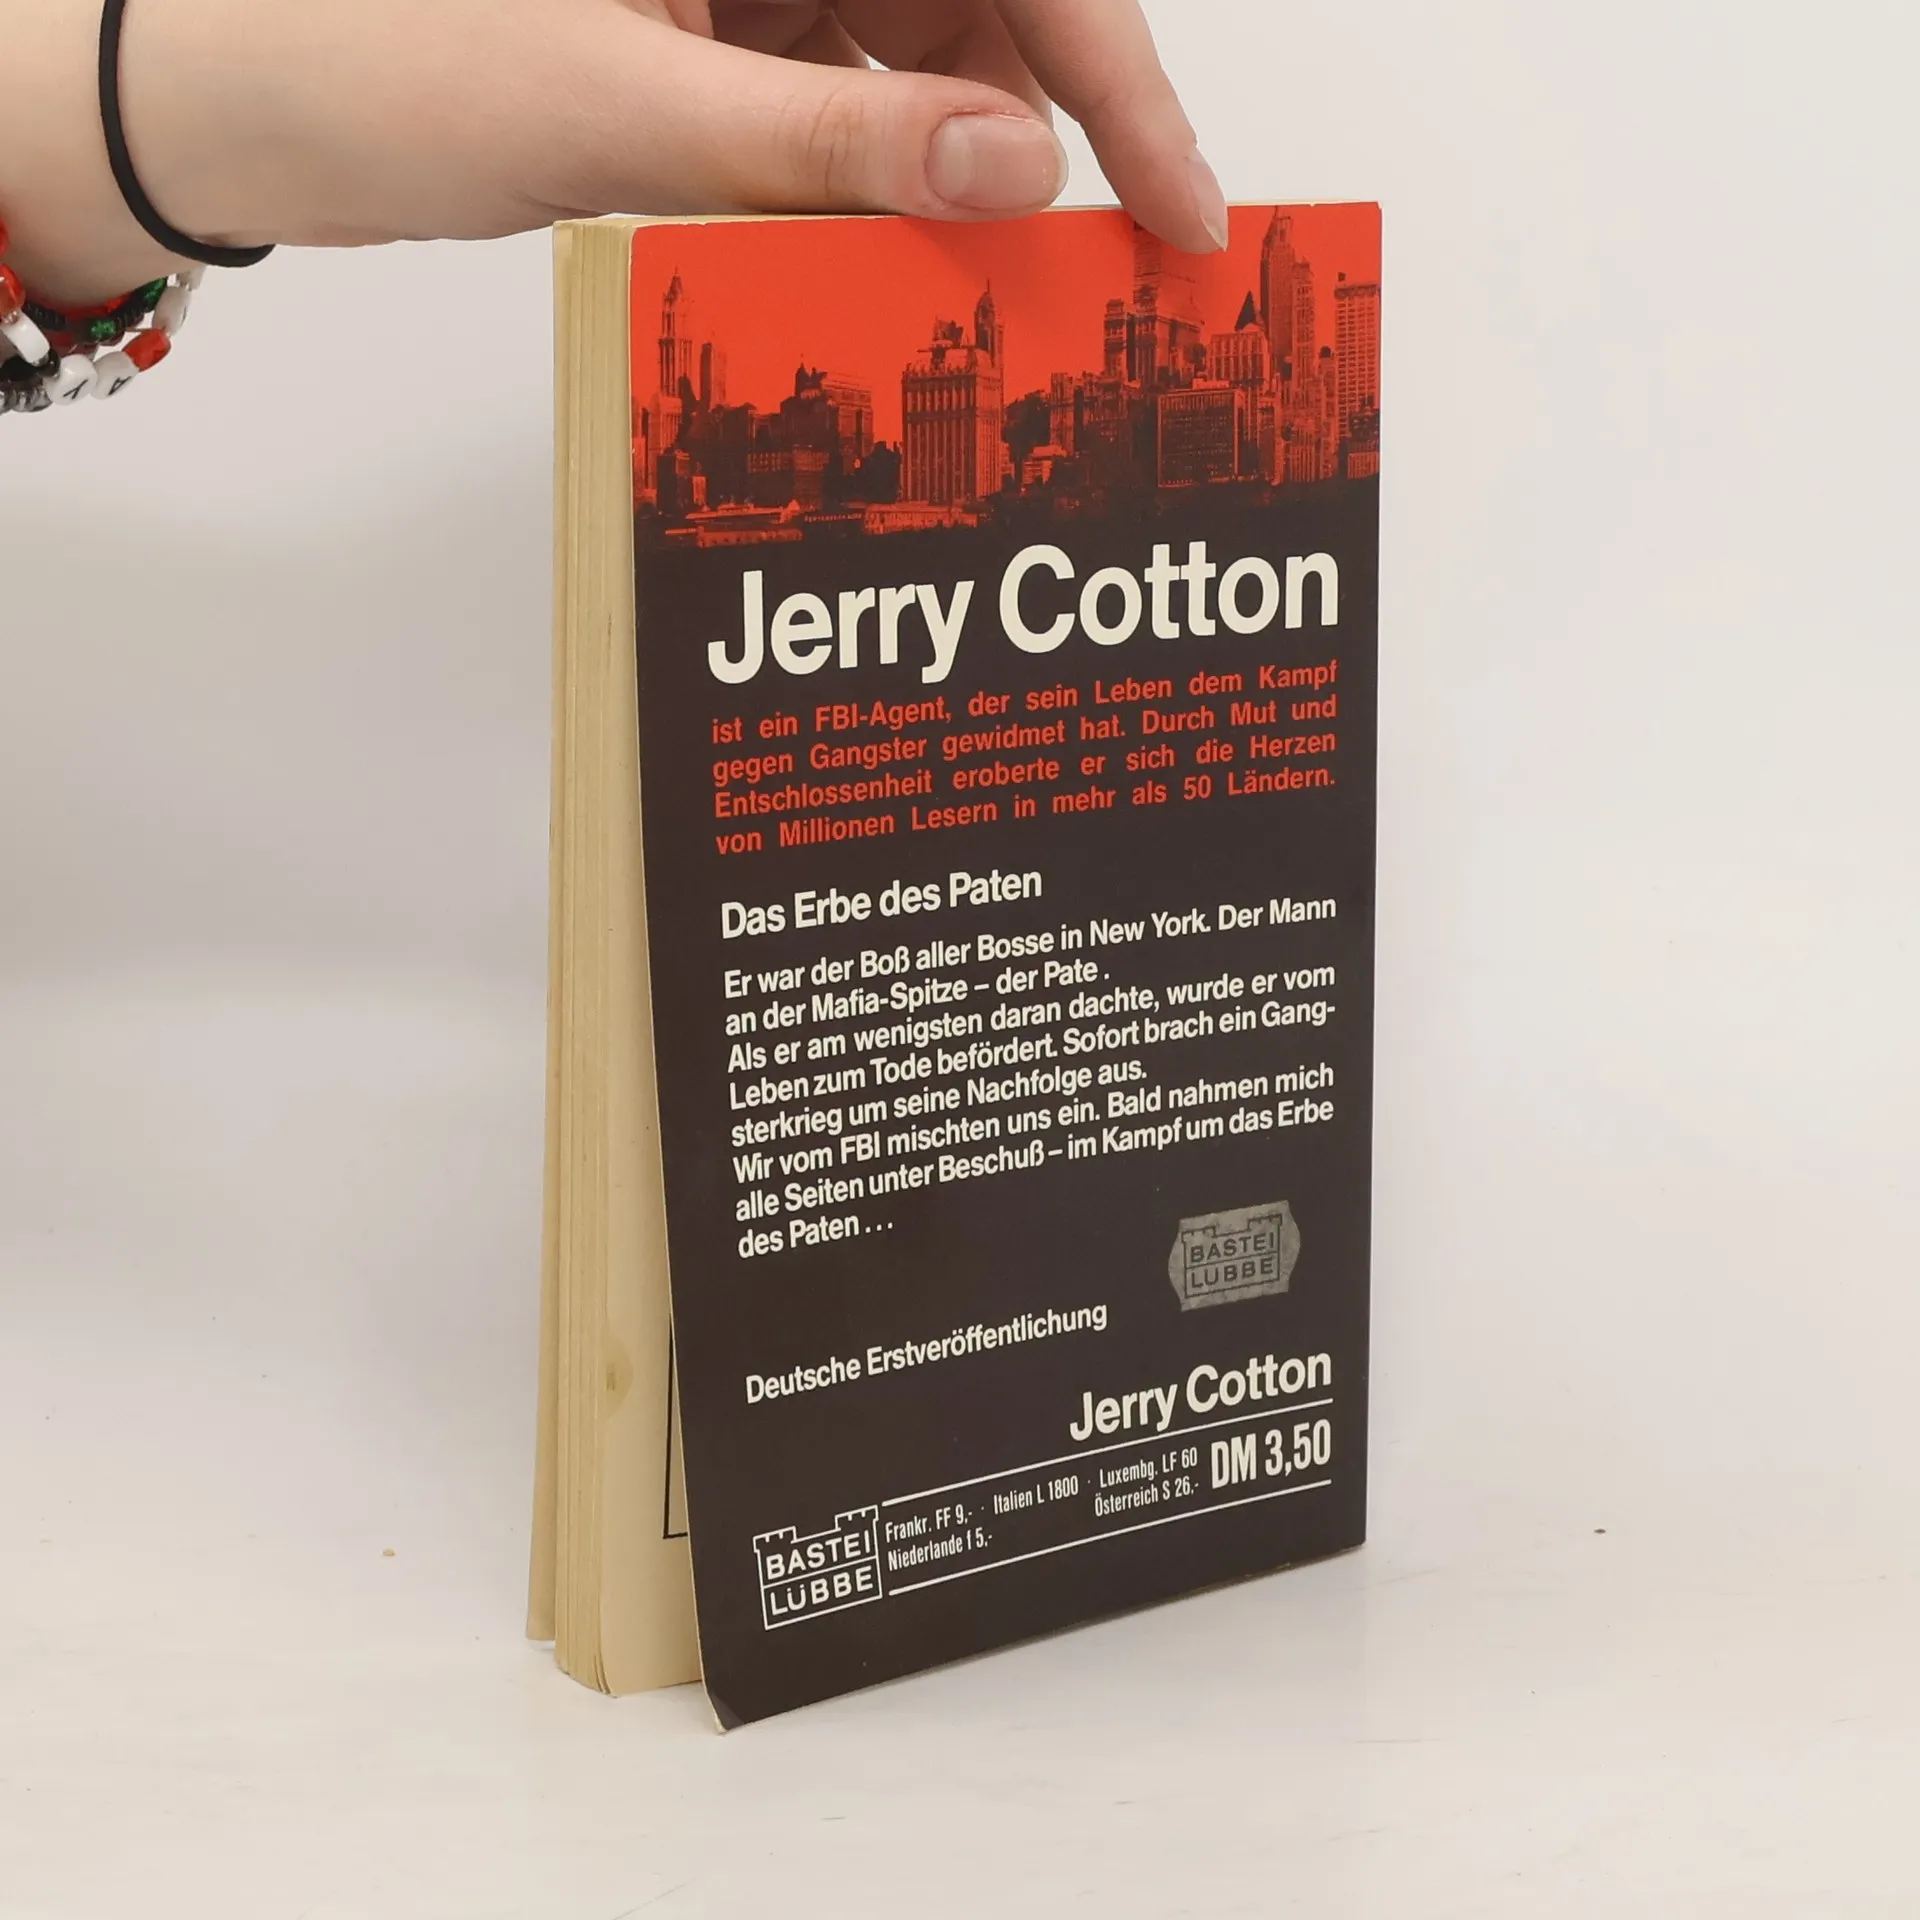 Jerry Cotton
ist ein FBI-Agent, der sein Leben dem Kampf
gegen Gangster gewidmet hat. Durch Mut und
Entschlossenheit eroberte er sich die Herzen
von Millionen Lesern in mehr als 50 Ländern.
Das Erbe des Paten
Er war der Boß aller Bosse in New York. Der Mann
an der Mafia-Spitze – der Pate .
Als er am wenigsten daran dachte, wurde er vom
Leben zum Tode befördert. Sofort brach ein Gang-
sterkrieg um seine Nachfolge aus.
Wir vom FBI mischten uns ein. Bald nahmen mich
alle Seiten unter Beschuß – im Kampf um das Erbe
des Paten . . .
BASTEI
LÜBBE
Deutsche Erstveröffentlichung
Jerry Cotton
Frankr. FF 9,- · Italien L 1800 · Luxembg. LF 60
Niederlande f 5,- Österreich S 26,-
DM 3,50
BASTEI
LÜBBE